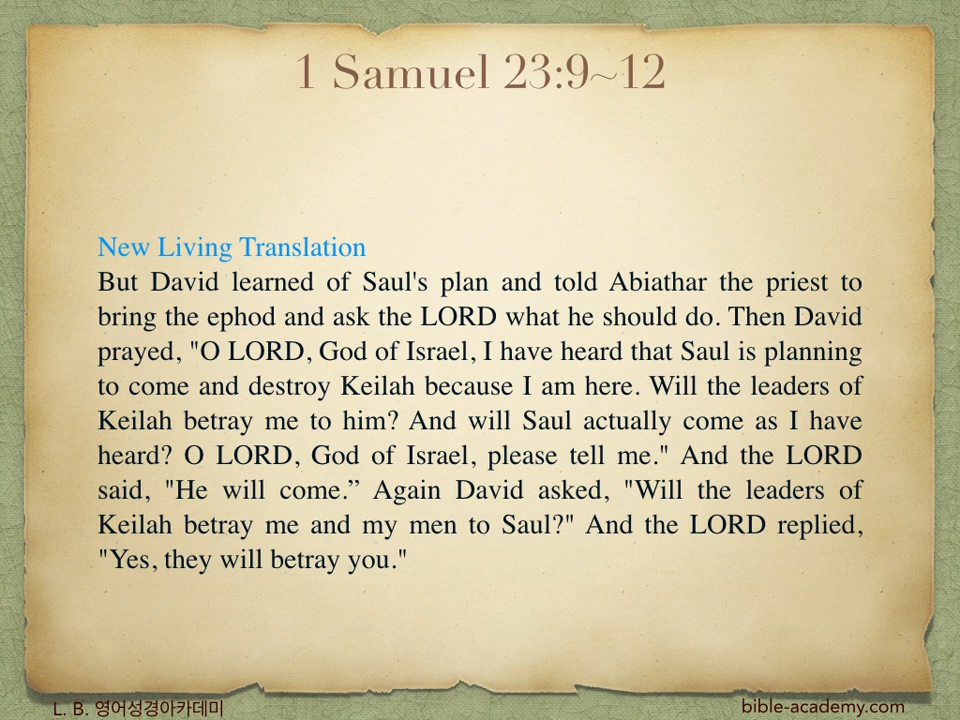 1 Samuel 23:9~12
New Living Translation
But David learned of Saul's plan and told Abiathar the priest to
bring the ephod and ask the LORD what he should do. Then David
prayed, "O LORD, God of Israel, I have heard that Saul is planning
to come and destroy Keilah because I am here. Will the leaders of
Keilah betray me to him? And will Saul actually come as I have
heard? O LORD, God of Israel, please tell me." And the LORD
said, "He will come.” Again David asked, "Will the leaders of
Keilah betray me and my men to Saul?" And the LORD replied,
"Yes, they will betray you."
L. B. 영어성경아카데미
bible-academy.com